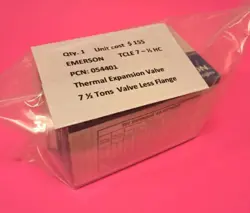 Qty. 1 Unit cost $ 155
EMERSON TCLE 7 – ½ HC
PCN: 054401
Thermal Expansion Valve
7 ½ Tons Valve Less Flange